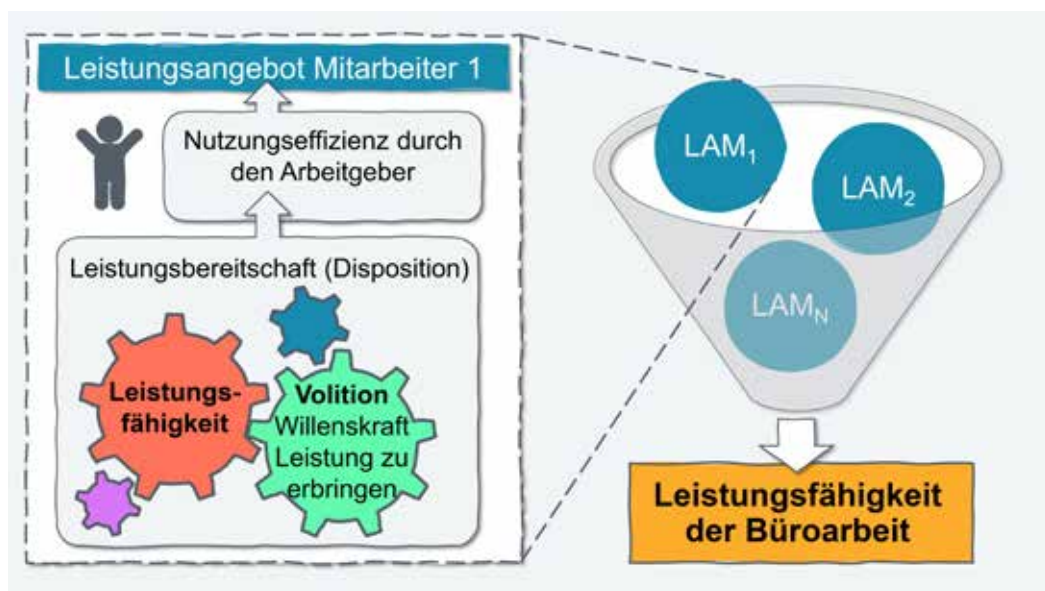 Leistungsangebot Mitarbeiter 1
Nutzungseffizienz durch
den Arbeitgeber
Leistungsbereitschaft (Disposition)
Leistungs-
fähigkeit
Volition
Willenskraft
Leistung zu
erbringen
LAM₁
LAM₂
LAMₙ
Leistungsfähigkeit
der Büroarbeit